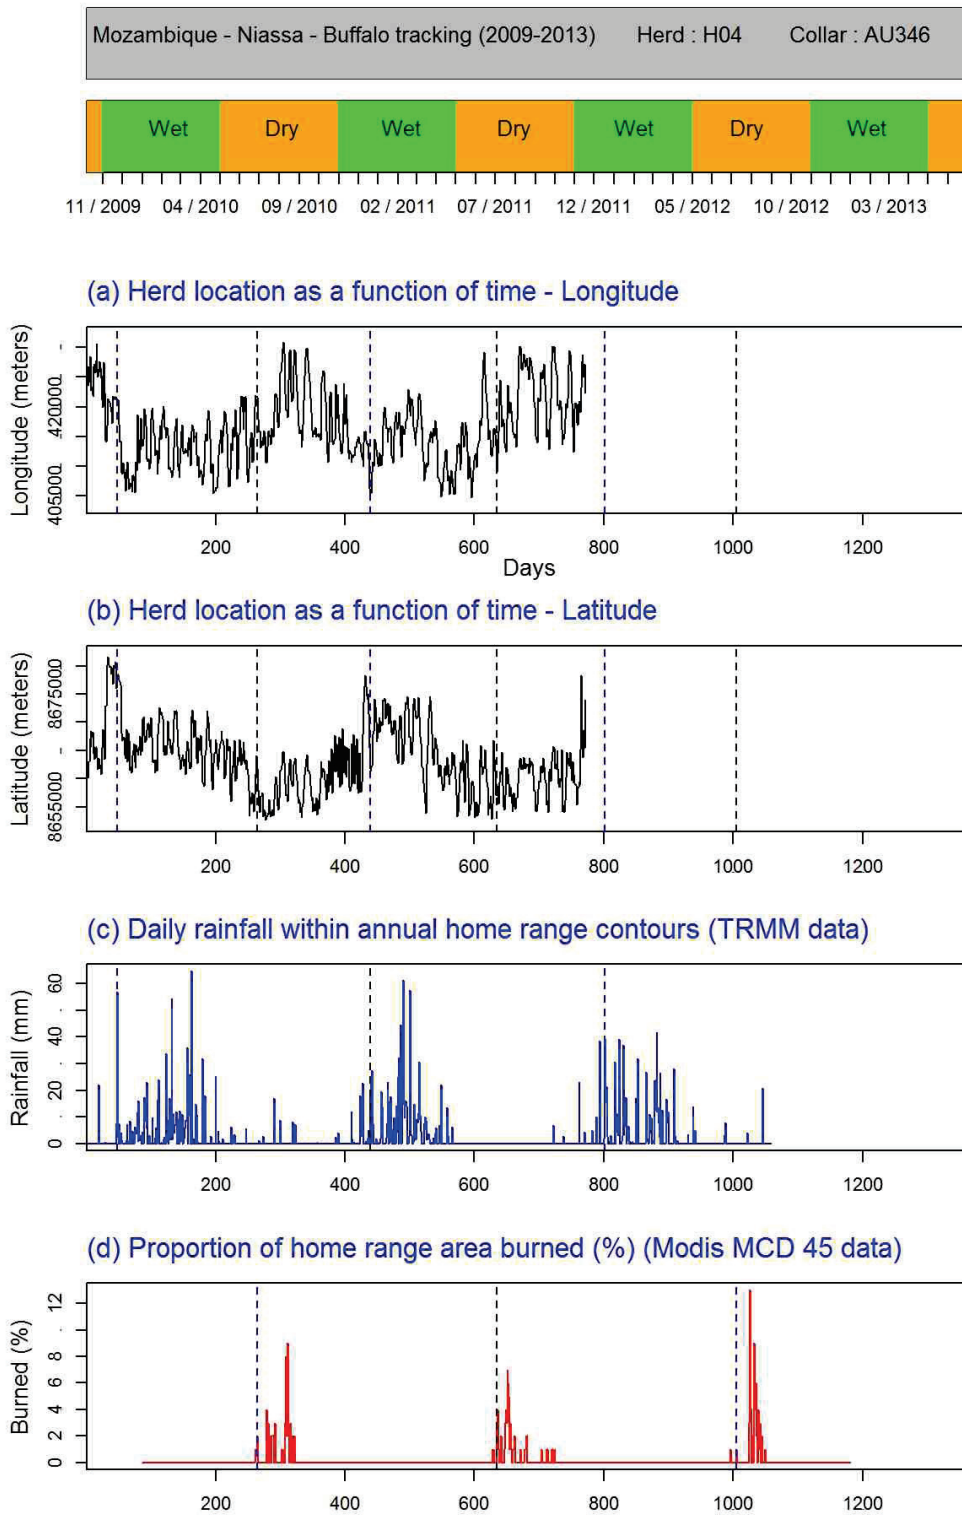 Mozambique - Niassa - Buffalo tracking (2009-2013) Herd : H04 Collar : AU346
Wet Dry Wet Dry Wet Dry Wet
11 / 2009 04 / 2010 09 / 2010 02 / 2011 07 / 2011 12 / 2011 05 / 2012 10 / 2012 03 / 2013
(a) Herd location as a function of time - Longitude
Longitude (meters)
405000 420000
200 400 600 800 1000 1200
Days
(b) Herd location as a function of time - Latitude
Latitude (meters)
8655000 8675000
200 400 600 800 1000 1200
(c) Daily rainfall within annual home range contours (TRMM data)
Rainfall (mm)
0 20 40 60
200 400 600 800 1000 1200
(d) Proportion of home range area burned (%) (Modis MCD 45 data)
Burned (%)
0 2 4 6 8 12
200 400 600 800 1000 1200